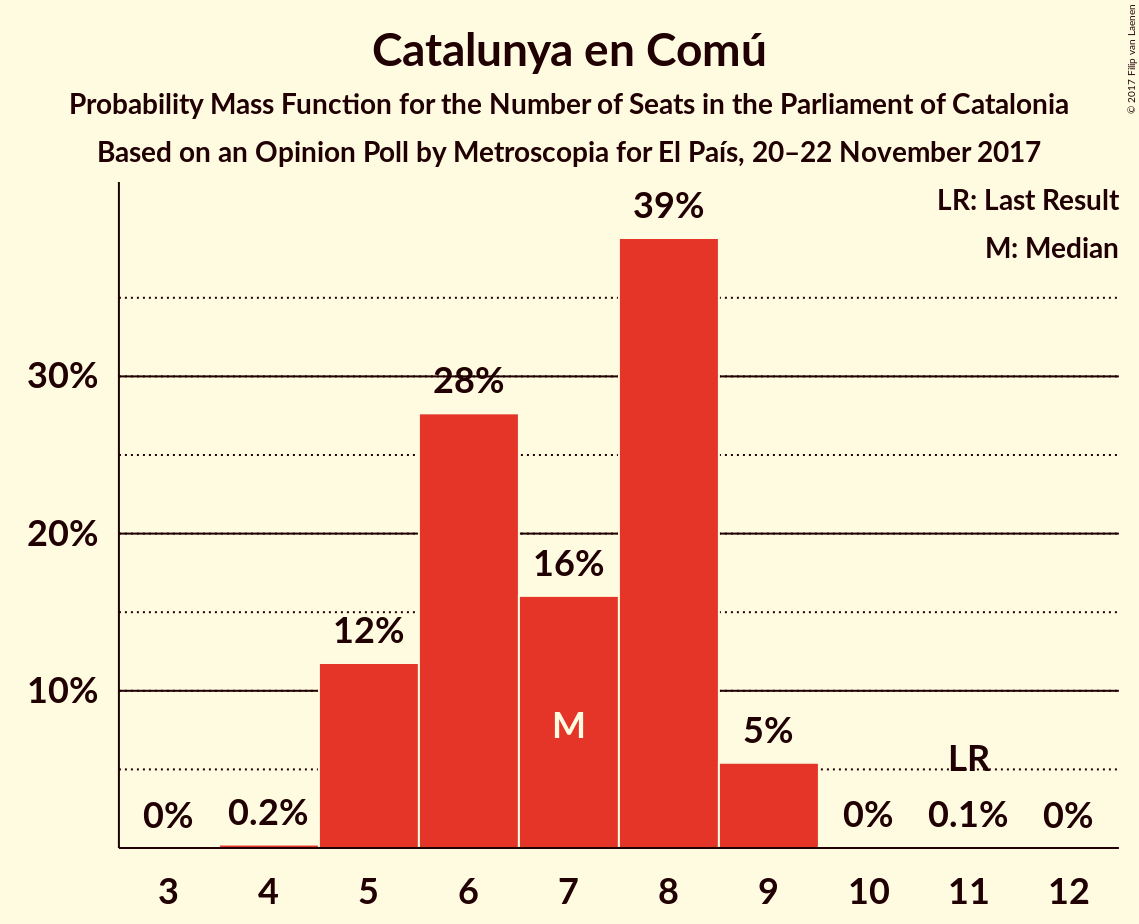 Catalunya en Comú
Probability Mass Function for the Number of Seats in the Parliament of Catalonia
Based on an Opinion Poll by Metroscopia for El País, 20–22 November 2017
© 2017 Filip van Laenen
LR: Last Result
M: Median
39%
30%
28%
20%
16%
12%
10%
M
5%
LR
0%
0.2%
0%
0.1%
0%
3 4 5 6 7 8 9 10 11 12